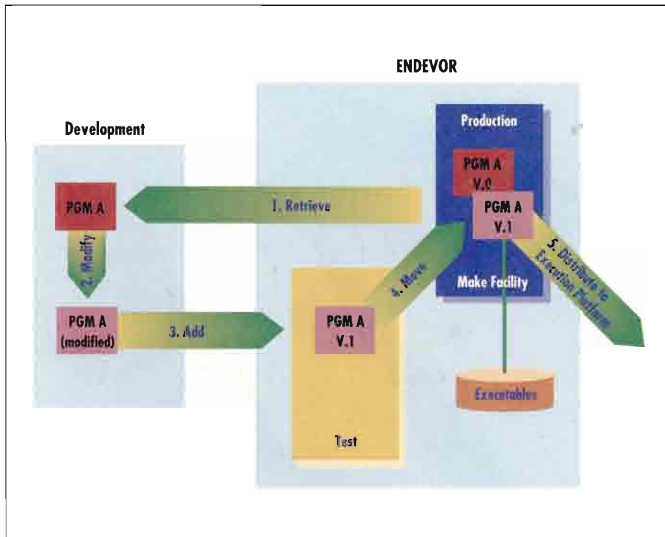 ENDEVOR
Development
Production
PGM A
V.0
PGM A
V.1
Make Facility
PGM A
1. Retrieve
2. Modify
PGM A
(modified)
3. Add
PGM A
V.1
Test
4. Move
5. Distribute to
Execution Platform
Executables